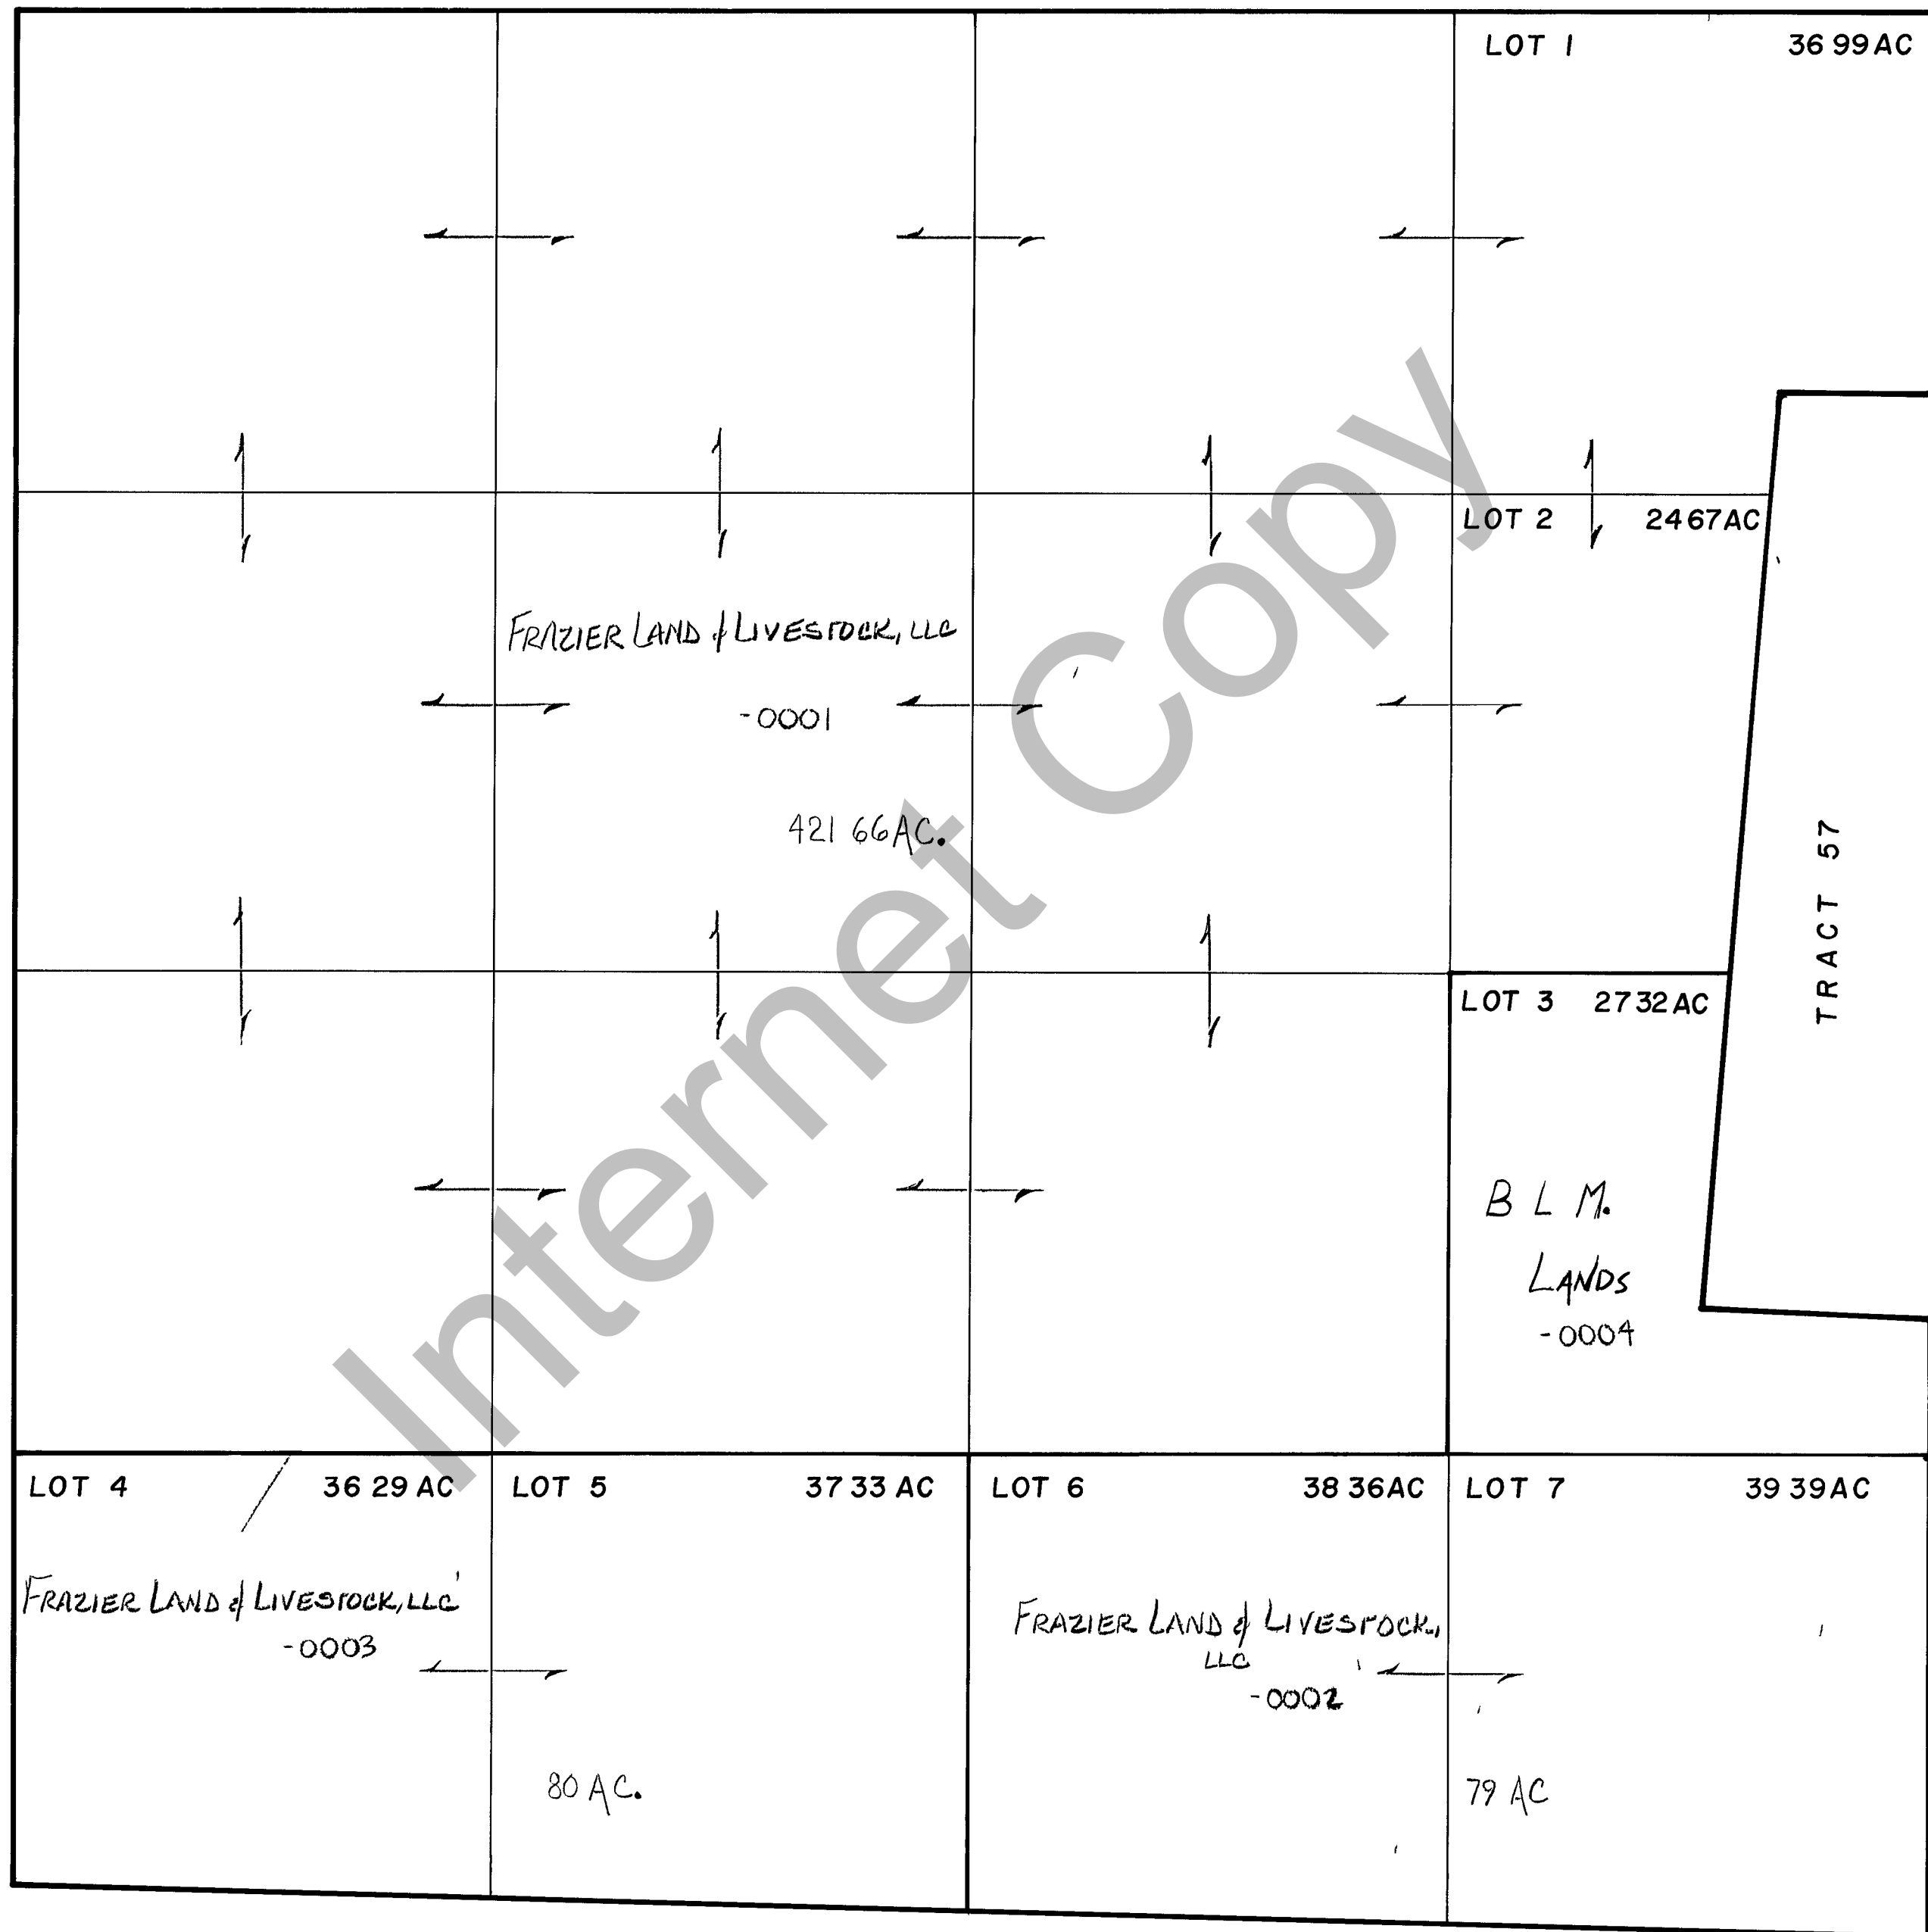 LOT 1 36 99 AC
LOT 2 24 67 AC
FRAZIER LAND & LIVESTOCK, LLC
-0001
421 66 AC.
TRACT 57
LOT 3 27 32 AC
B L M.
LANDS
-0004
LOT 4 36 29 AC LOT 5 37 33 AC LOT 6 38 36 AC LOT 7 39 39 AC
FRAZIER LAND & LIVESTOCK, LLC
-0003
FRAZIER LAND & LIVESTOCK,
LLC
-0002
80 AC.
79 AC
Internet Copy